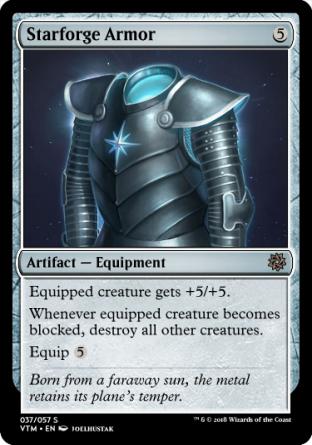 Starforge Armor 5
Artifact — Equipment
Equipped creature gets +5/+5.
Whenever equipped creature becomes
blocked, destroy all other creatures.
Equip 5
Born from a faraway sun, the metal
retains its plane's temper.
037/057 S
VTM • EN JOELHUSTAK
™ & © 2018 Wizards of the Coast